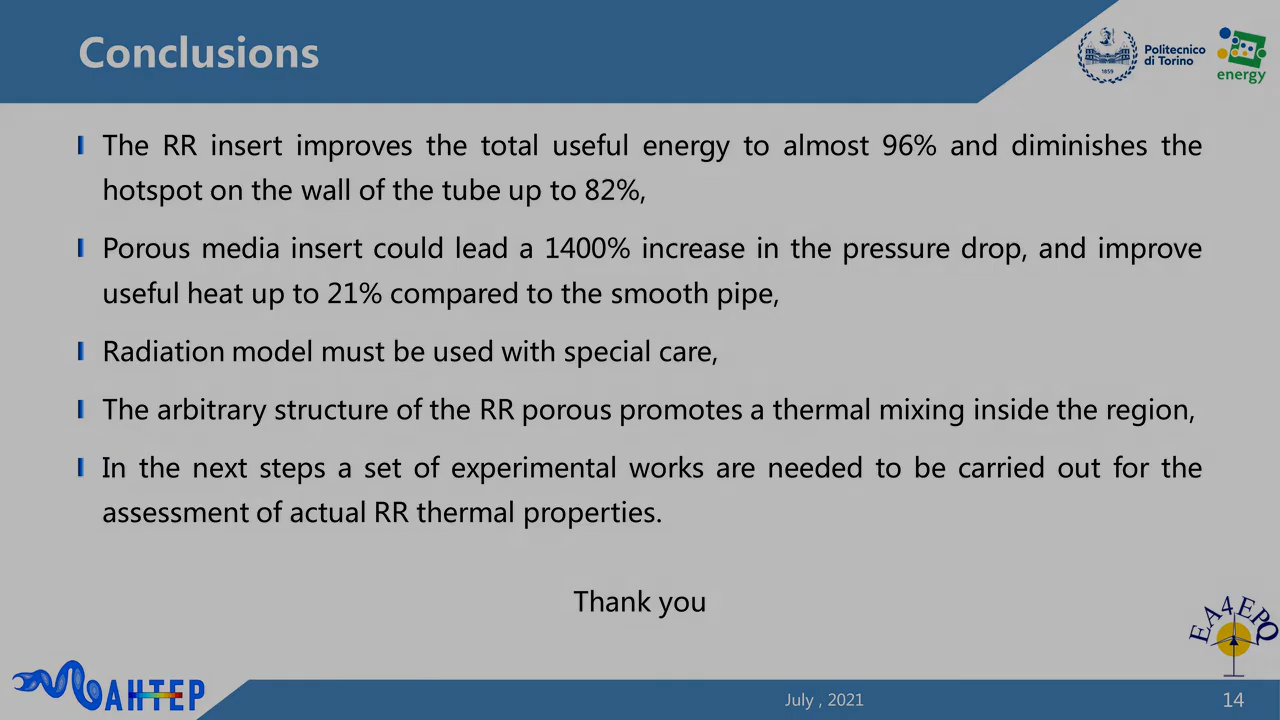 Conclusions
Politecnico
di Torino
1859
energy
The RR insert improves the total useful energy to almost 96% and diminishes the
hotspot on the wall of the tube up to 82%,
Porous media insert could lead a 1400% increase in the pressure drop, and improve
useful heat up to 21% compared to the smooth pipe,
Radiation model must be used with special care,
The arbitrary structure of the RR porous promotes a thermal mixing inside the region,
In the next steps a set of experimental works are needed to be carried out for the
assessment of actual RR thermal properties.
Thank you
EA4EPQ
MAHTEP
July , 2021
14